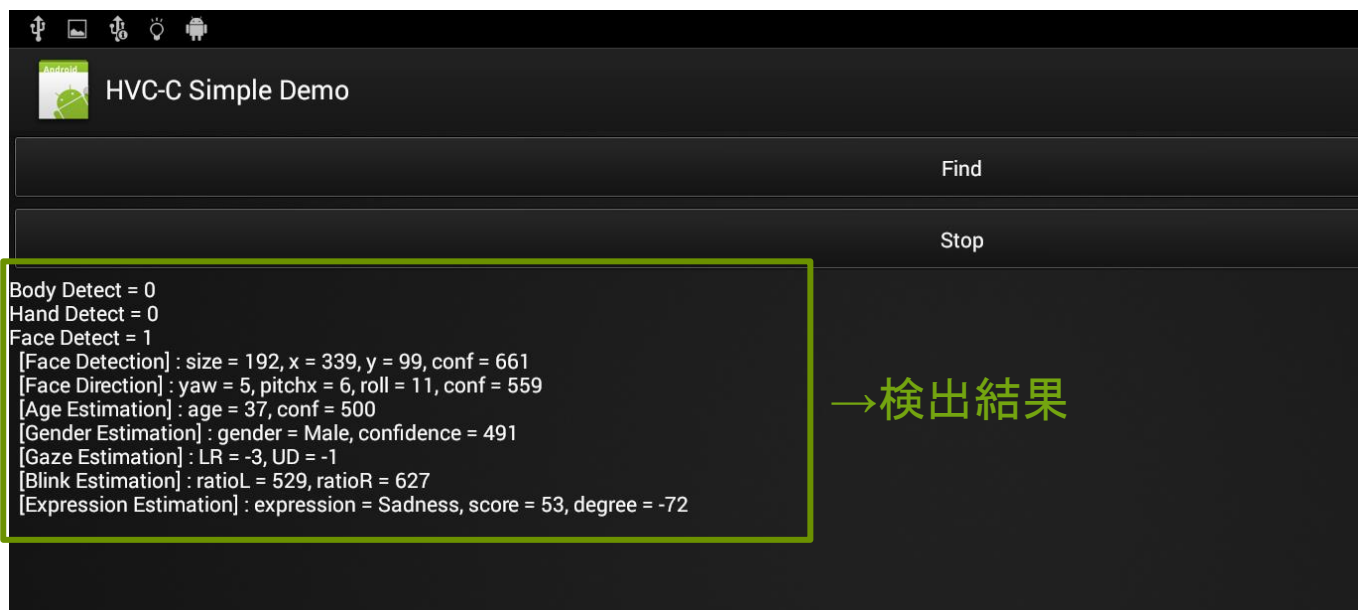 Android
HVC-C Simple Demo
Find
Stop
Body Detect = 0
Hand Detect = 0
Face Detect = 1
[Face Detection] : size = 192, x = 339, y = 99, conf = 661
[Face Direction] : yaw = 5, pitchx = 6, roll = 11, conf = 559
[Age Estimation] : age = 37, conf = 500
[Gender Estimation] : gender = Male, confidence = 491
[Gaze Estimation] : LR = -3, UD = -1
[Blink Estimation] : ratioL = 529, ratioR = 627
[Expression Estimation] : expression = Sadness, score = 53, degree = -72
→検出結果